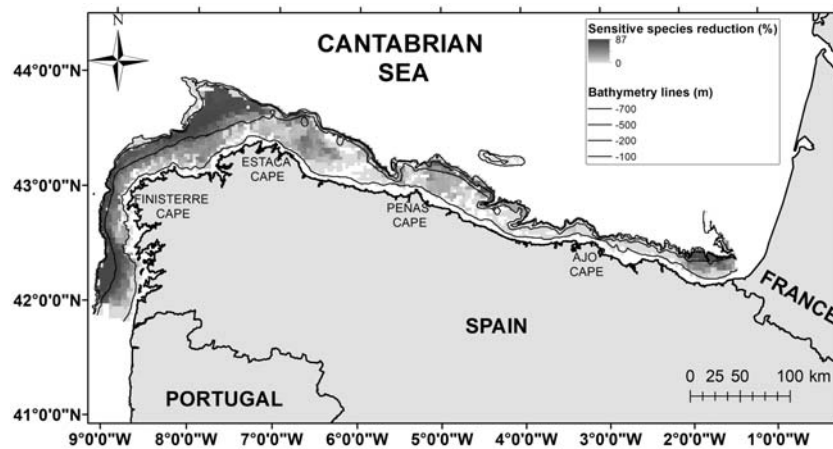 N
CANTABRIAN
SEA
Sensitive species reduction (%)
87
0
Bathymetry lines (m)
-700
-500
-200
-100
44°0'0"N
43°0'0"N
42°0'0"N
41°0'0"N
FINISTERRE
CAPE
ESTACA
CAPE
PEÑAS
CAPE
AJO
CAPE
FRANCE
SPAIN
PORTUGAL
0 25 50 100 km
9°0'0"W 8°0'0"W 7°0'0"W 6°0'0"W 5°0'0"W 4°0'0"W 3°0'0"W 2°0'0"W 1°0'0"W